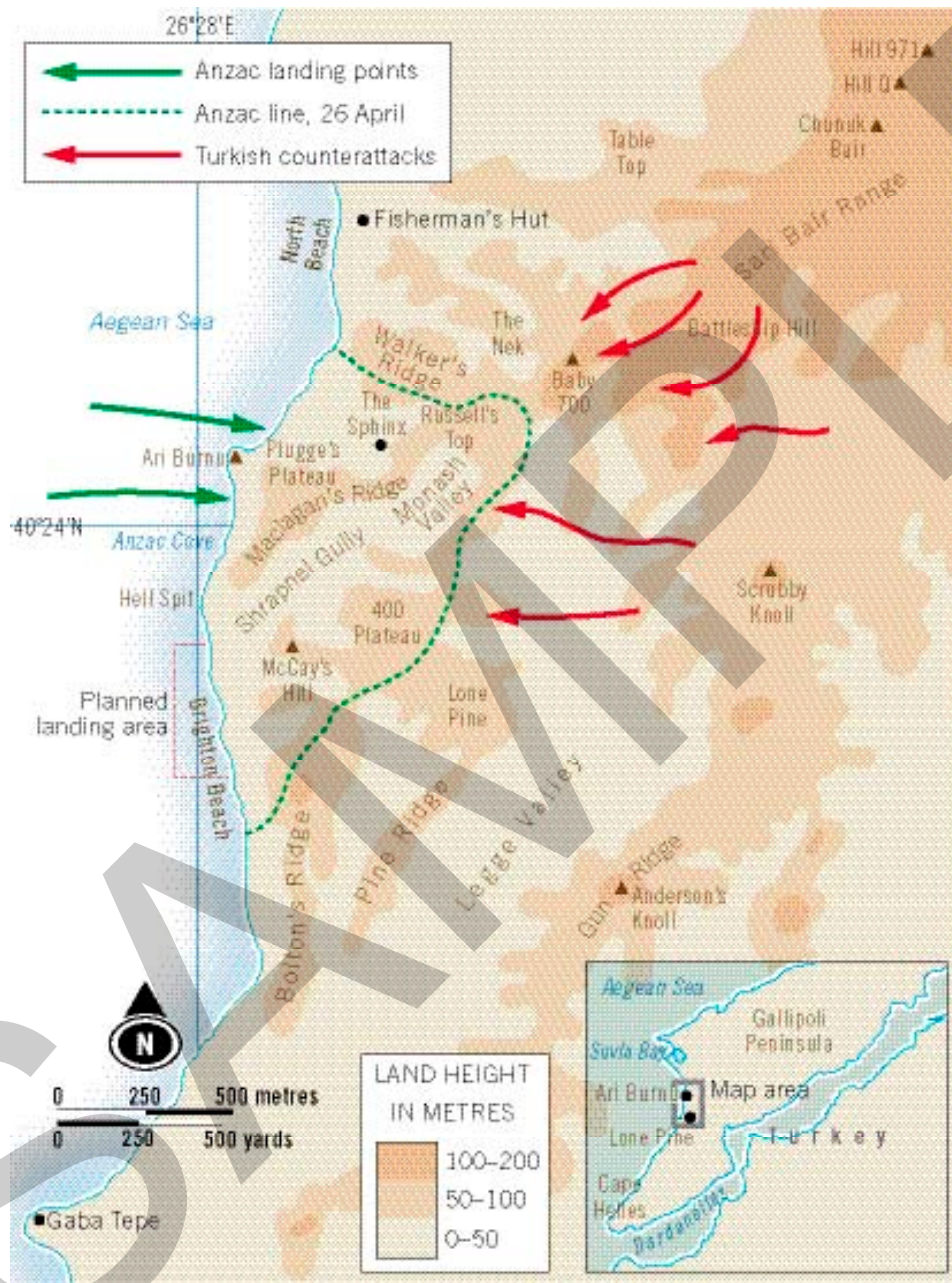 26°28'E
Anzac landing points
Anzac line, 26 April
Turkish counterattacks
Hill 971
Hill Q
Chunuk
Bair
Table
Top
Sari Bair Range
North
Beach
Fisherman's Hut
Aegean Sea
The
Nek
Battleship Hill
Walker's
Ridge
Baby
700
The
Sphinx
Russell's
Top
Ari Burnu
Plugge's
Plateau
Monash
Valley
Maclagan's Ridge
40°24'N
Anzac Cove
Shrapnel Gully
Hell Spit
Scrubby
Knoll
400
Plateau
McCay's
Hill
Lone
Pine
Planned
landing area
Brighton Beach
Bolton's Ridge
Pine Ridge
Legge Valley
Gun Ridge
Anderson's
Knoll
N
0 250 500 metres
0 250 500 yards
Gaba Tepe
LAND HEIGHT
IN METRES
100–200
50–100
0–50
Aegean Sea
Gallipoli
Peninsula
Suvla Bay
Ari Burnu
Map area
Lone Pine
Turkey
Cape
Helles
Dardanelles
SAMPL